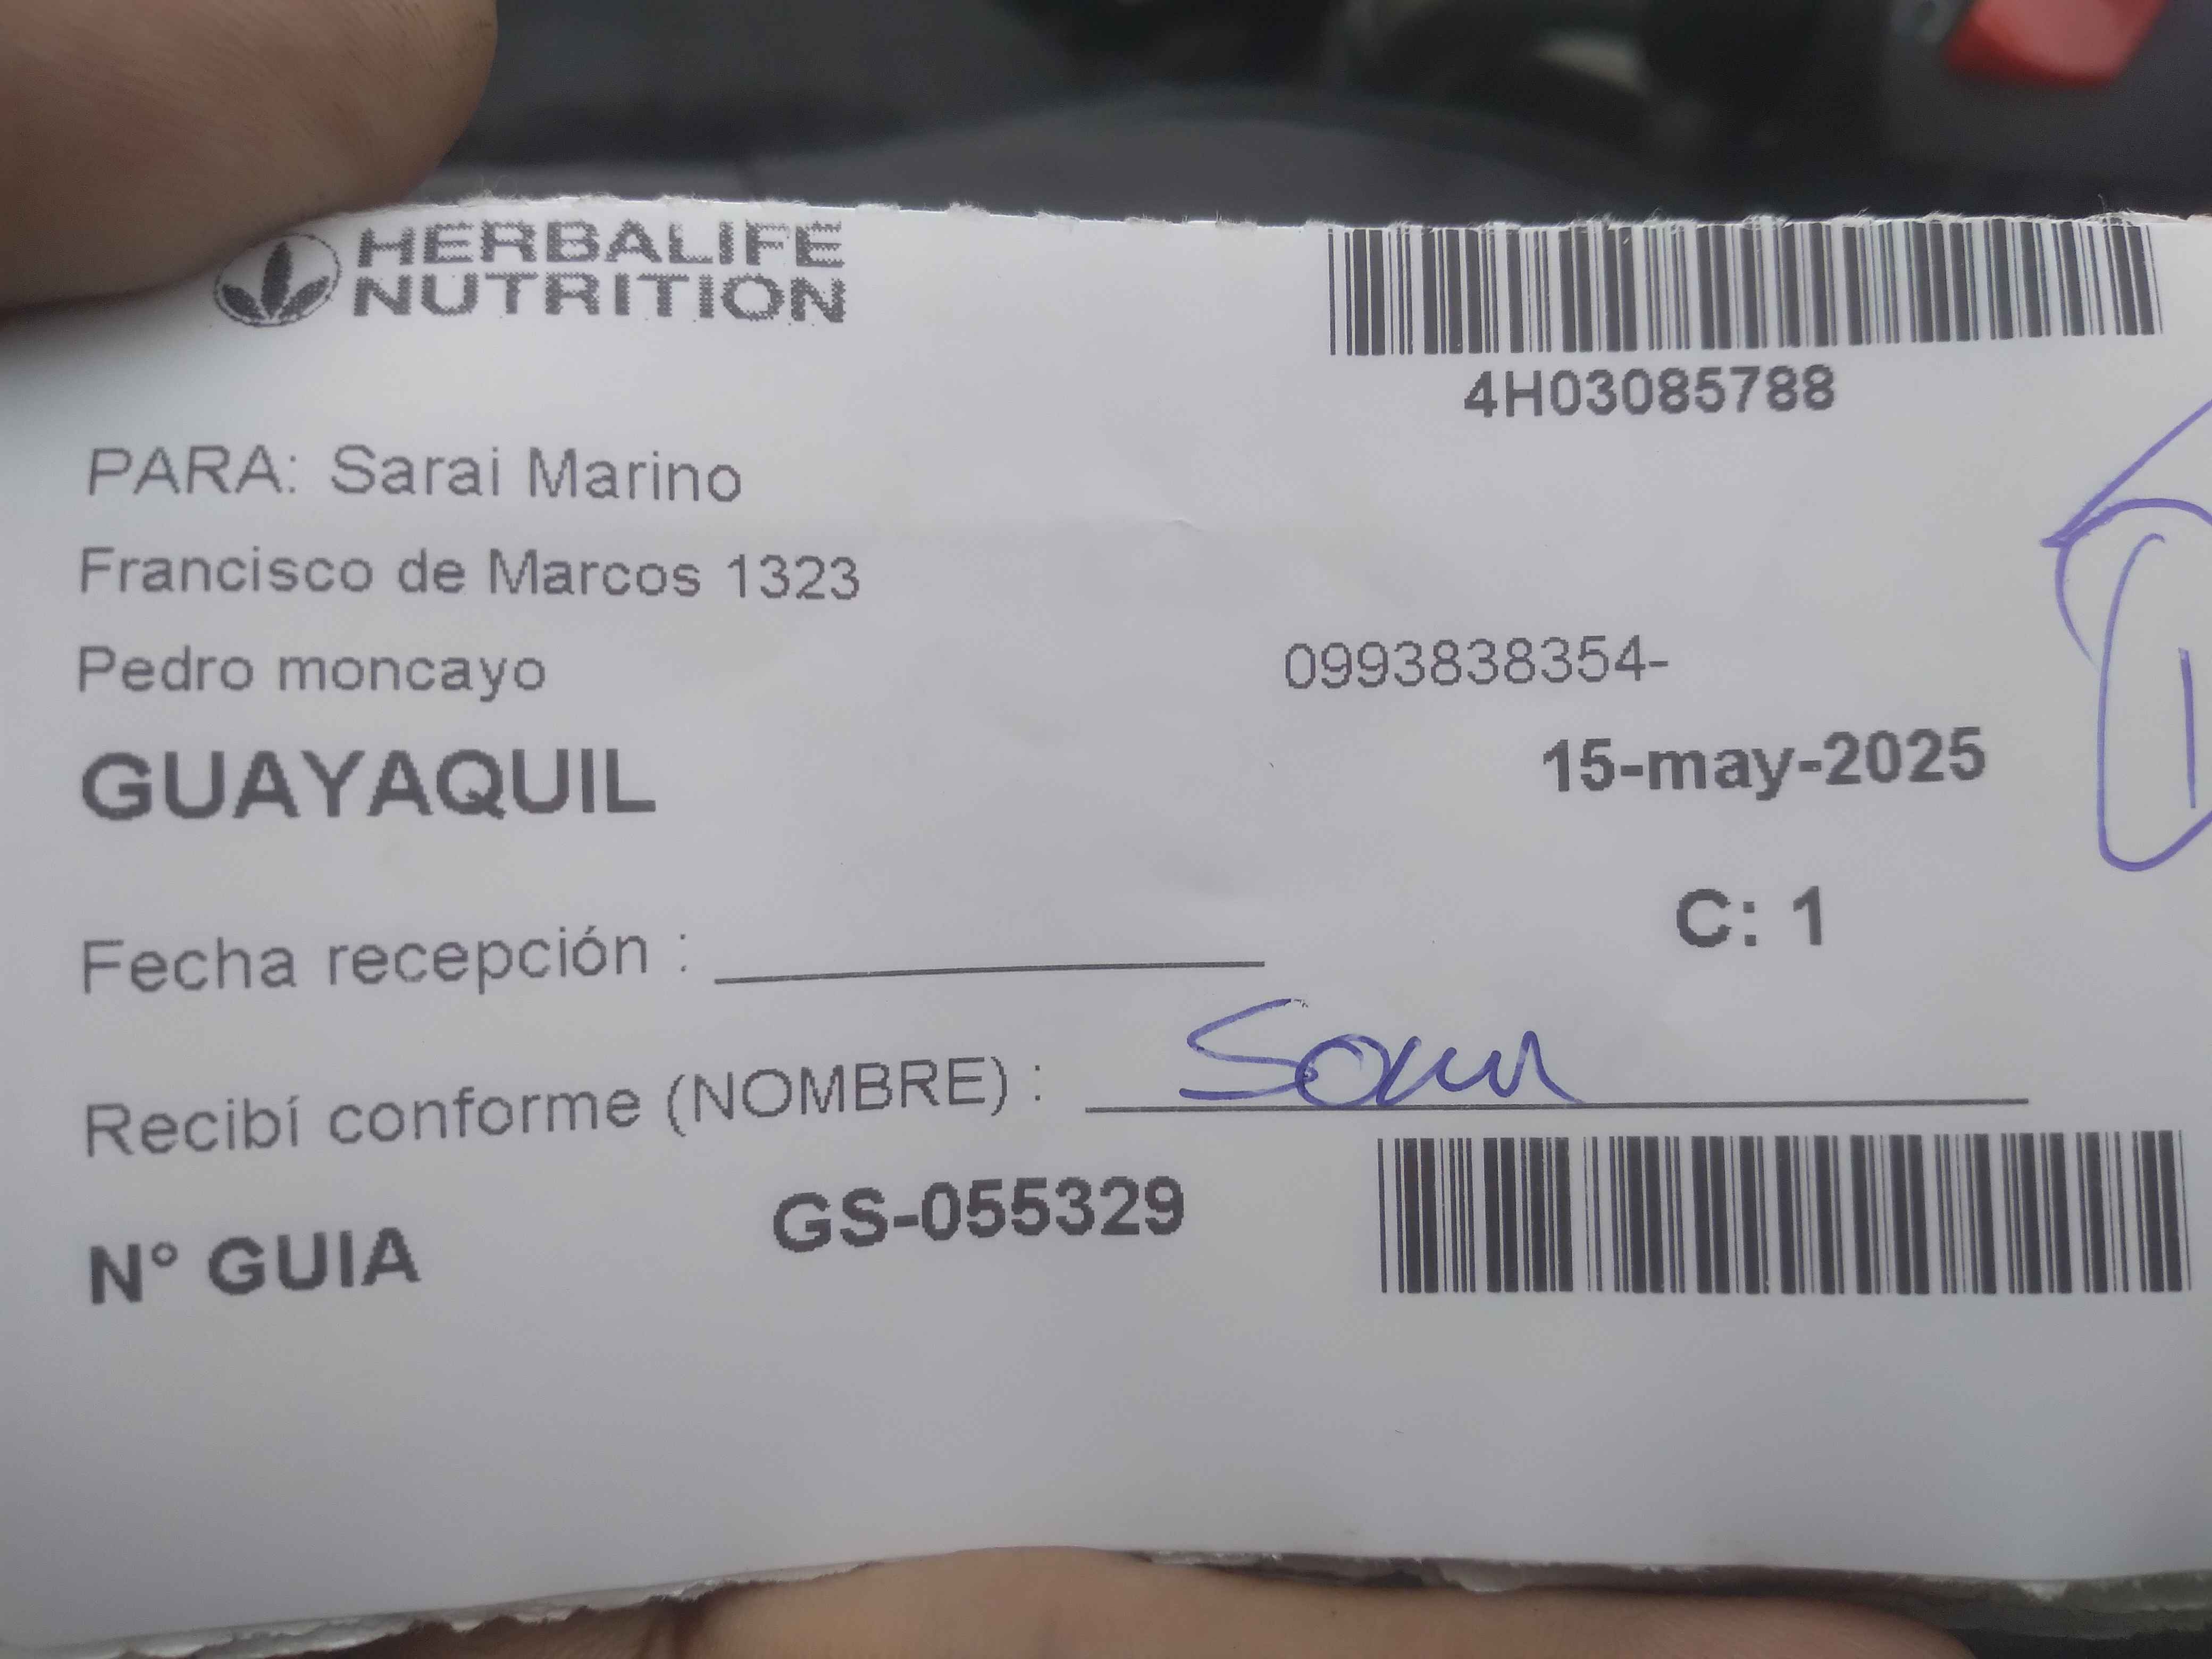 HERBALIFE
NUTRITION
4H03085788
PARA: Sarai Marino
Francisco de Marcos 1323
Pedro moncayo
0993838354-
GUAYAQUIL
15-may-2025
C: 1
Fecha recepción :
Recibí conforme (NOMBRE) :
N° GUIA GS-055329